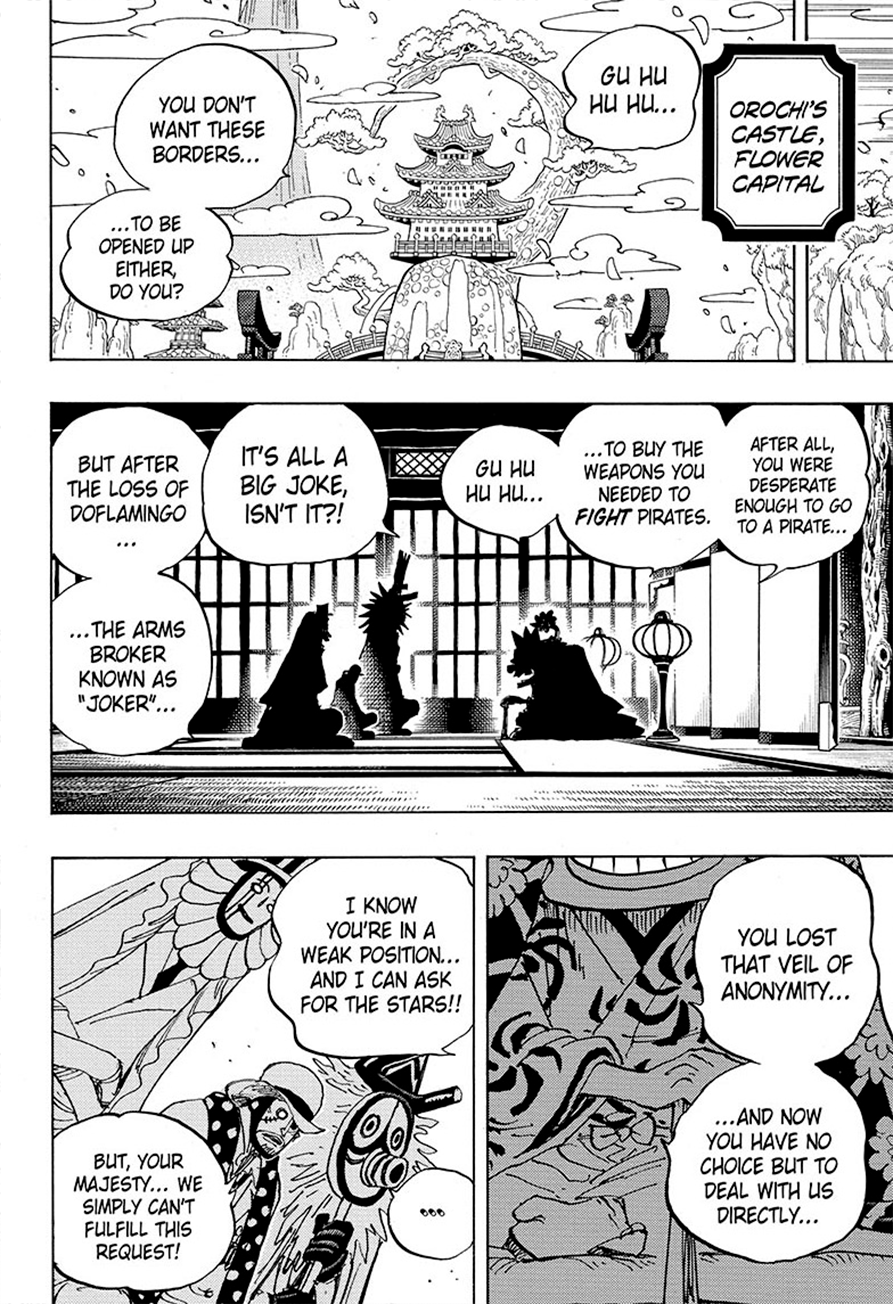 OROCHI'S
CASTLE,
FLOWER
CAPITAL
GU HU
HU HU...
YOU DON'T
WANT THESE
BORDERS...
...TO BE
OPENED UP
EITHER,
DO YOU?
AFTER ALL,
YOU WERE
DESPERATE
ENOUGH TO GO
TO A PIRATE...
...TO BUY THE
WEAPONS YOU
NEEDED TO
FIGHT PIRATES.
GU HU
HU HU...
IT'S ALL A
BIG JOKE,
ISN'T IT?!
BUT AFTER
THE LOSS OF
DOFLAMINGO
...
...THE ARMS
BROKER
KNOWN AS
"JOKER"...
YOU LOST
THAT VEIL OF
ANONYMITY...
...AND NOW
YOU HAVE NO
CHOICE BUT TO
DEAL WITH US
DIRECTLY...
I KNOW
YOU'RE IN A
WEAK POSITION...
AND I CAN ASK
FOR THE STARS!!
...
BUT, YOUR
MAJESTY... WE
SIMPLY CAN'T
FULFILL THIS
REQUEST!